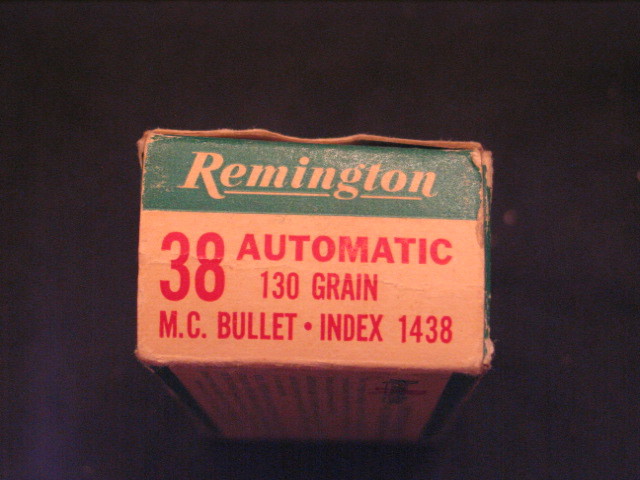 Remington
38 AUTOMATIC
130 GRAIN
M.C. BULLET • INDEX 1438